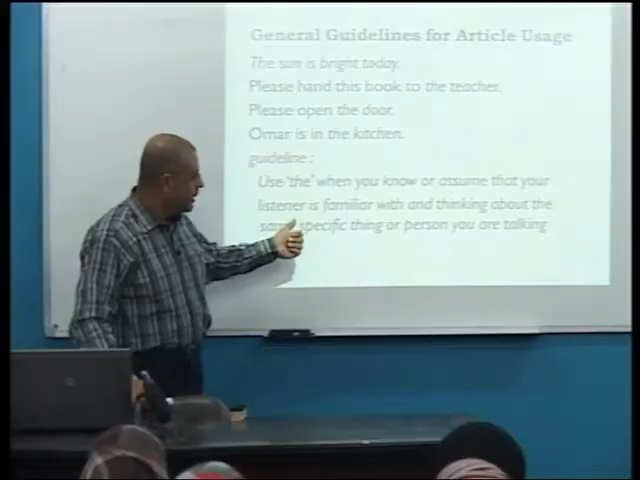 General Guidelines for Article Usage
The sun is bright today.
Please hand this book to the teacher.
Please open the door.
Omar is in the kitchen.
guideline :
Use 'the' when you know or assume that your
listener is familiar with and thinking about the
same specific thing or person you are talking